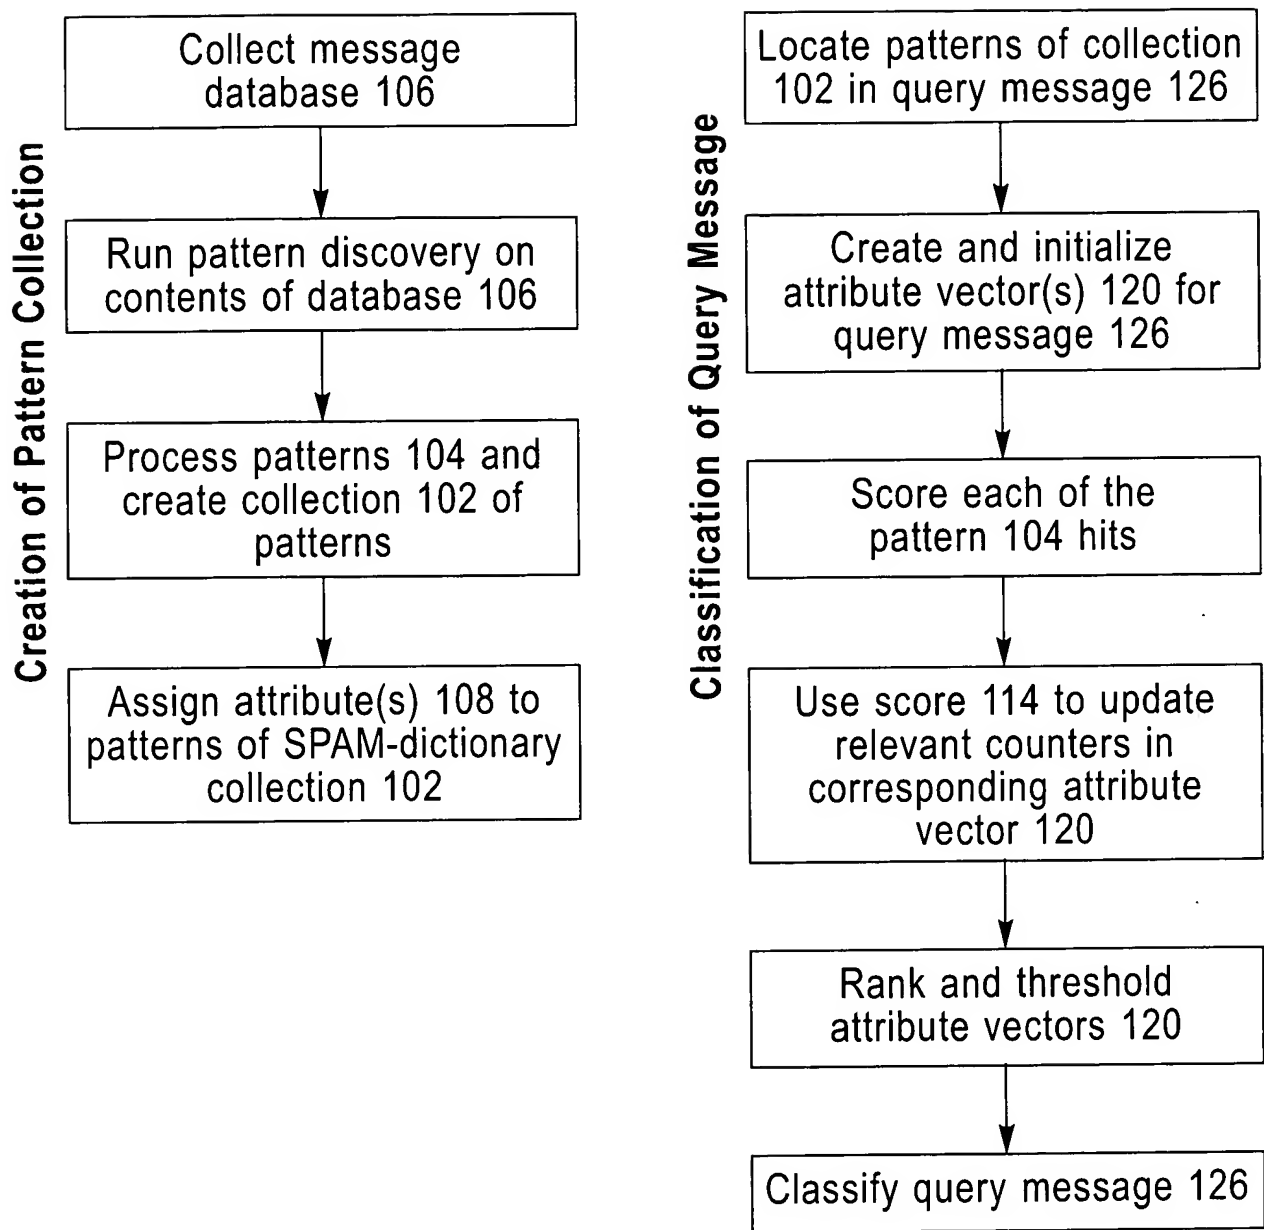 Creation of Pattern Collection
Collect message
database 106
Run pattern discovery on
contents of database 106
Process patterns 104 and
create collection 102 of
patterns
Assign attribute(s) 108 to
patterns of SPAM-dictionary
collection 102
Classification of Query Message
Locate patterns of collection
102 in query message 126
Create and initialize
attribute vector(s) 120 for
query message 126
Score each of the
pattern 104 hits
Use score 114 to update
relevant counters in
corresponding attribute
vector 120
Rank and threshold
attribute vectors 120
Classify query message 126